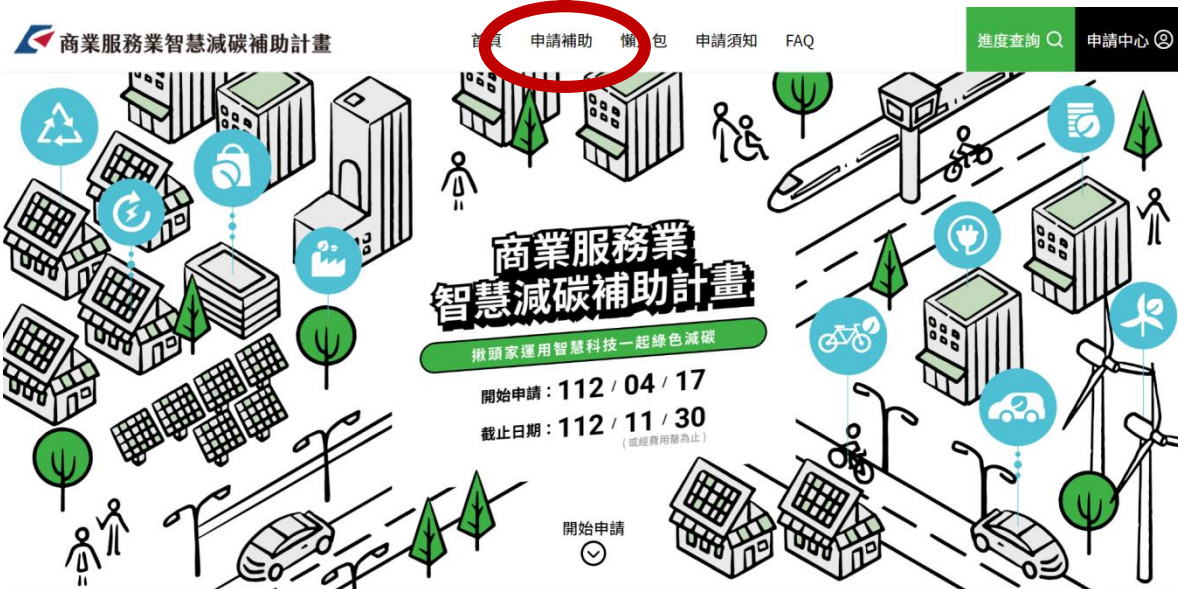 商業服務業智慧減碳補助計畫
首頁 申請補助 懶人包 申請須知 FAQ
進度查詢 申請中心
商業服務業
智慧減碳補助計畫
揪頭家運用智慧科技一起綠色減碳
開始申請：112 / 04 / 17
截止日期：112 / 11 / 30
(或經費用罄為止)
開始申請